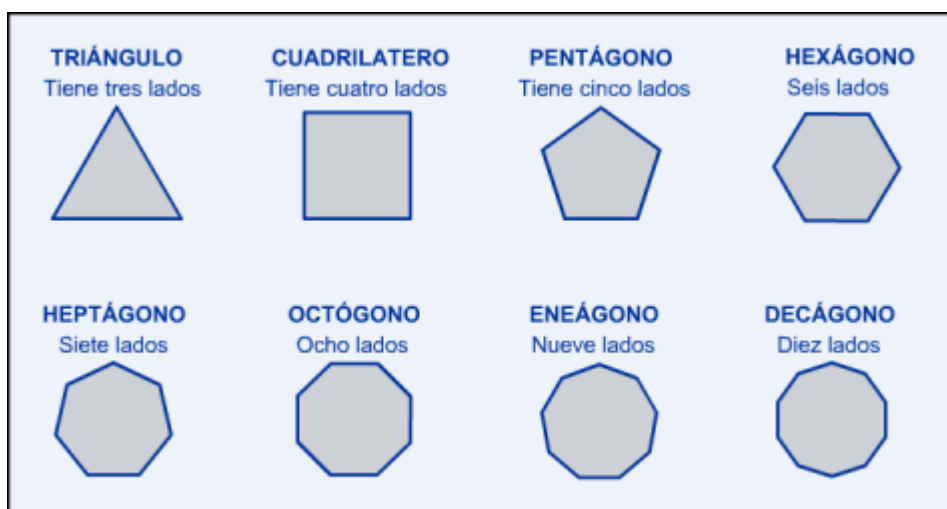 TRIÁNGULO
Tiene tres lados
CUADRILATERO
Tiene cuatro lados
PENTÁGONO
Tiene cinco lados
HEXÁGONO
Seis lados
HEPTÁGONO
Siete lados
OCTÓGONO
Ocho lados
ENEÁGONO
Nueve lados
DECÁGONO
Diez lados